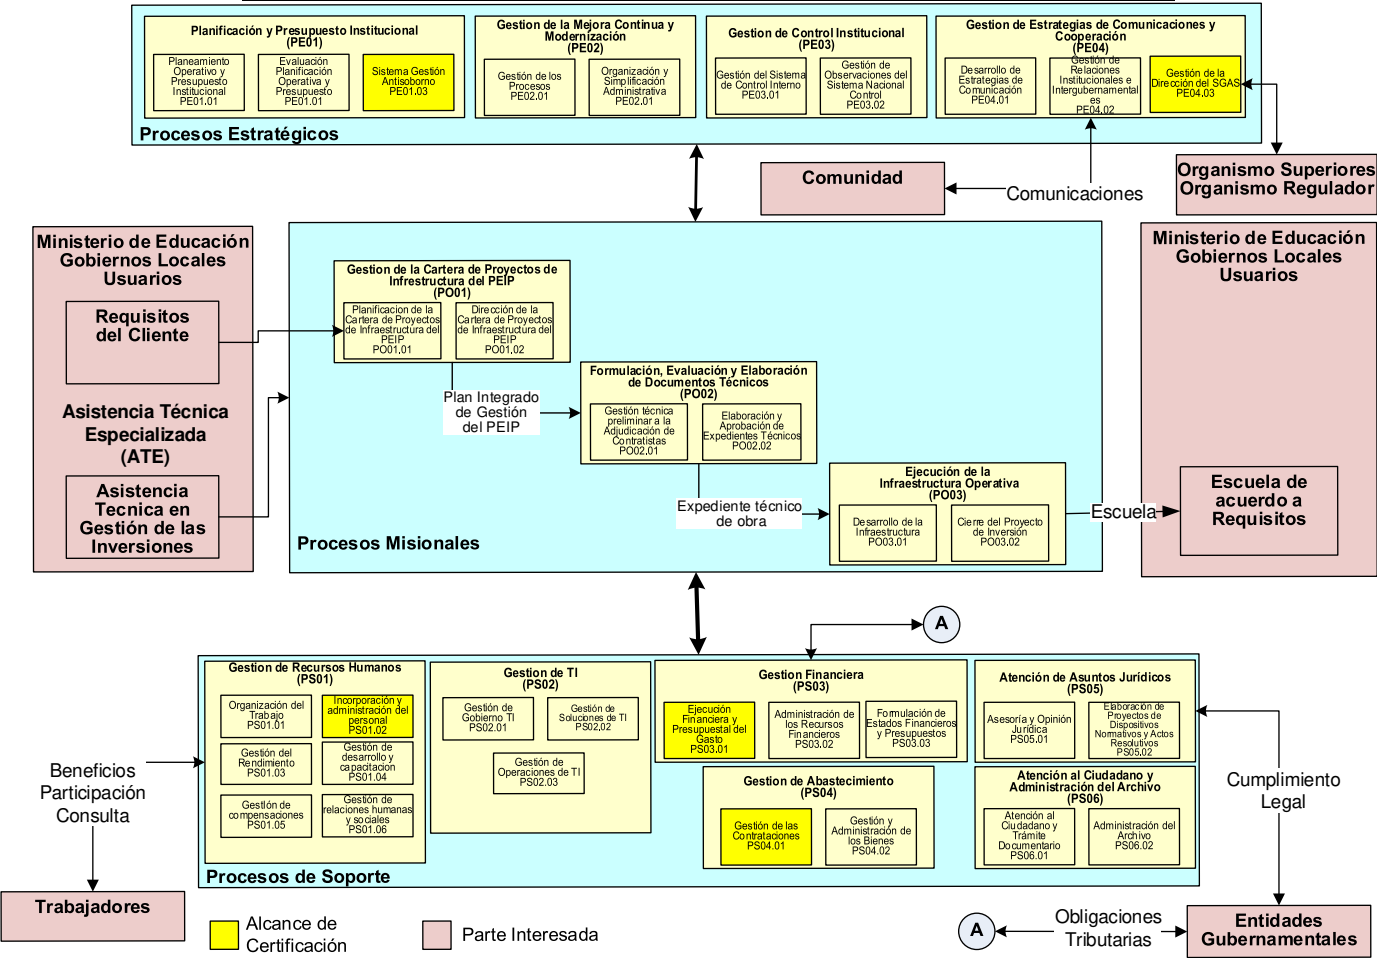 Planificación y Presupuesto Institucional
(PE01)
Planeamiento
Operativo y
Presupuesto
Institucional
PE01.01
Evaluación
Planificación
Operativa y
Presupuesto
PE01.01
Sistema Gestión
Antisoborno
PE01.03
Gestion de la Mejora Continua y
Modernización
(PE02)
Gestión de los
Procesos
PE02.01
Organización y
Simplificación
Administrativa
PE02.01
Gestion de Control Institucional
(PE03)
Gestión del Sistema
de Control Interno
PE03.01
Gestión de
Observaciones del
Sistema Nacional
Control
PE03.02
Gestion de Estrategias de Comunicaciones y
Cooperación
(PE04)
Desarrollo de
Estrategias de
Comunicación
PE04.01
Gestión de
Relaciones
Institucionales e
Intergubernamental
es
PE04.02
Gestión de la
Dirección del SGAS
PE04.03
Procesos Estratégicos
Comunidad
Comunicaciones
Organismo Superiores
Organismo Regulador
Ministerio de Educación
Gobiernos Locales
Usuarios
Requisitos
del Cliente
Asistencia Técnica
Especializada
(ATE)
Asistencia
Tecnica en
Gestión de las
Inversiones
Gestion de la Cartera de Proyectos de
Infrestructura del PEIP
(PO01)
Planificacion de la
Cartera de Proyectos
de Infraestructura del
PEIP
PO01.01
Dirección de la
Cartera de Proyectos
de Infraestructura del
PEIP
PO01.02
Plan Integrado
de Gestión
del PEIP
Formulación, Evaluación y Elaboración
de Documentos Técnicos
(PO02)
Gestión técnica
preliminar a la
Adjudicación de
Contratistas
PO02.01
Elaboración y
Aprobación de
Expedientes Técnicos
PO02.02
Expediente técnico
de obra
Ejecución de la
Infraestructura Operativa
(PO03)
Desarrollo de la
Infraestructura
PO03.01
Cierre del Proyecto
de Inversión
PO03.02
Procesos Misionales
Escuela
Ministerio de Educación
Gobiernos Locales
Usuarios
Escuela de
acuerdo a
Requisitos
A
Gestion de Recursos Humanos
(PS01)
Organización del
Trabajo
PS01.01
Incorporación y
administración del
personal
PS01.02
Gestión del
Rendimiento
PS01.03
Gestión de
desarrollo y
capacitacion
PS01.04
Gestión de
compensaciones
PS01.05
Gestión de
relaciones humanas
y sociales
PS01.06
Gestion de TI
(PS02)
Gestión de
Gobierno TI
PS02.01
Gestión de
Soluciones de TI
PS02.02
Gestión de
Operaciones de TI
PS02.03
Gestion Financiera
(PS03)
Ejecución
Financiera y
Presupuestal del
Gasto
PS03.01
Administración de
los Recursos
Financieros
PS03.02
Formulación de
Estados Financieros
y Presupuestos
PS03.03
Gestion de Abastecimiento
(PS04)
Gestión de las
Contrataciones
PS04.01
Gestión y
Administración de
los Bienes
PS04.02
Atención de Asuntos Jurídicos
(PS05)
Asesoría y Opinión
Jurídica
PS05.01
Elaboración de
Proyectos de
Dispositivos
Normativos y Actos
Resolutivos
PS05.02
Atención al Ciudadano y
Administración del Archivo
(PS06)
Atención al
Ciudadano y
Trámite
Documentario
PS06.01
Administración del
Archivo
PS06.02
Procesos de Soporte
Beneficios
Participación
Consulta
Trabajadores
Cumplimiento
Legal
Alcance de
Certificación
Parte Interesada
A
Obligaciones
Tributarias
Entidades
Gubernamentales